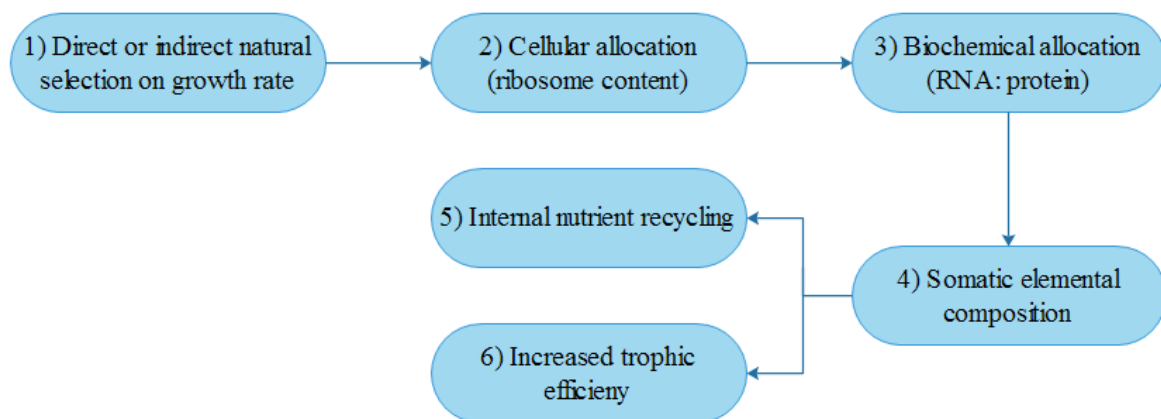 1) Direct or indirect natural
selection on growth rate
2) Cellular allocation
(ribosome content)
3) Biochemical allocation
(RNA: protein)
4) Somatic elemental
composition
5) Internal nutrient recycling
6) Increased trophic
efficieny